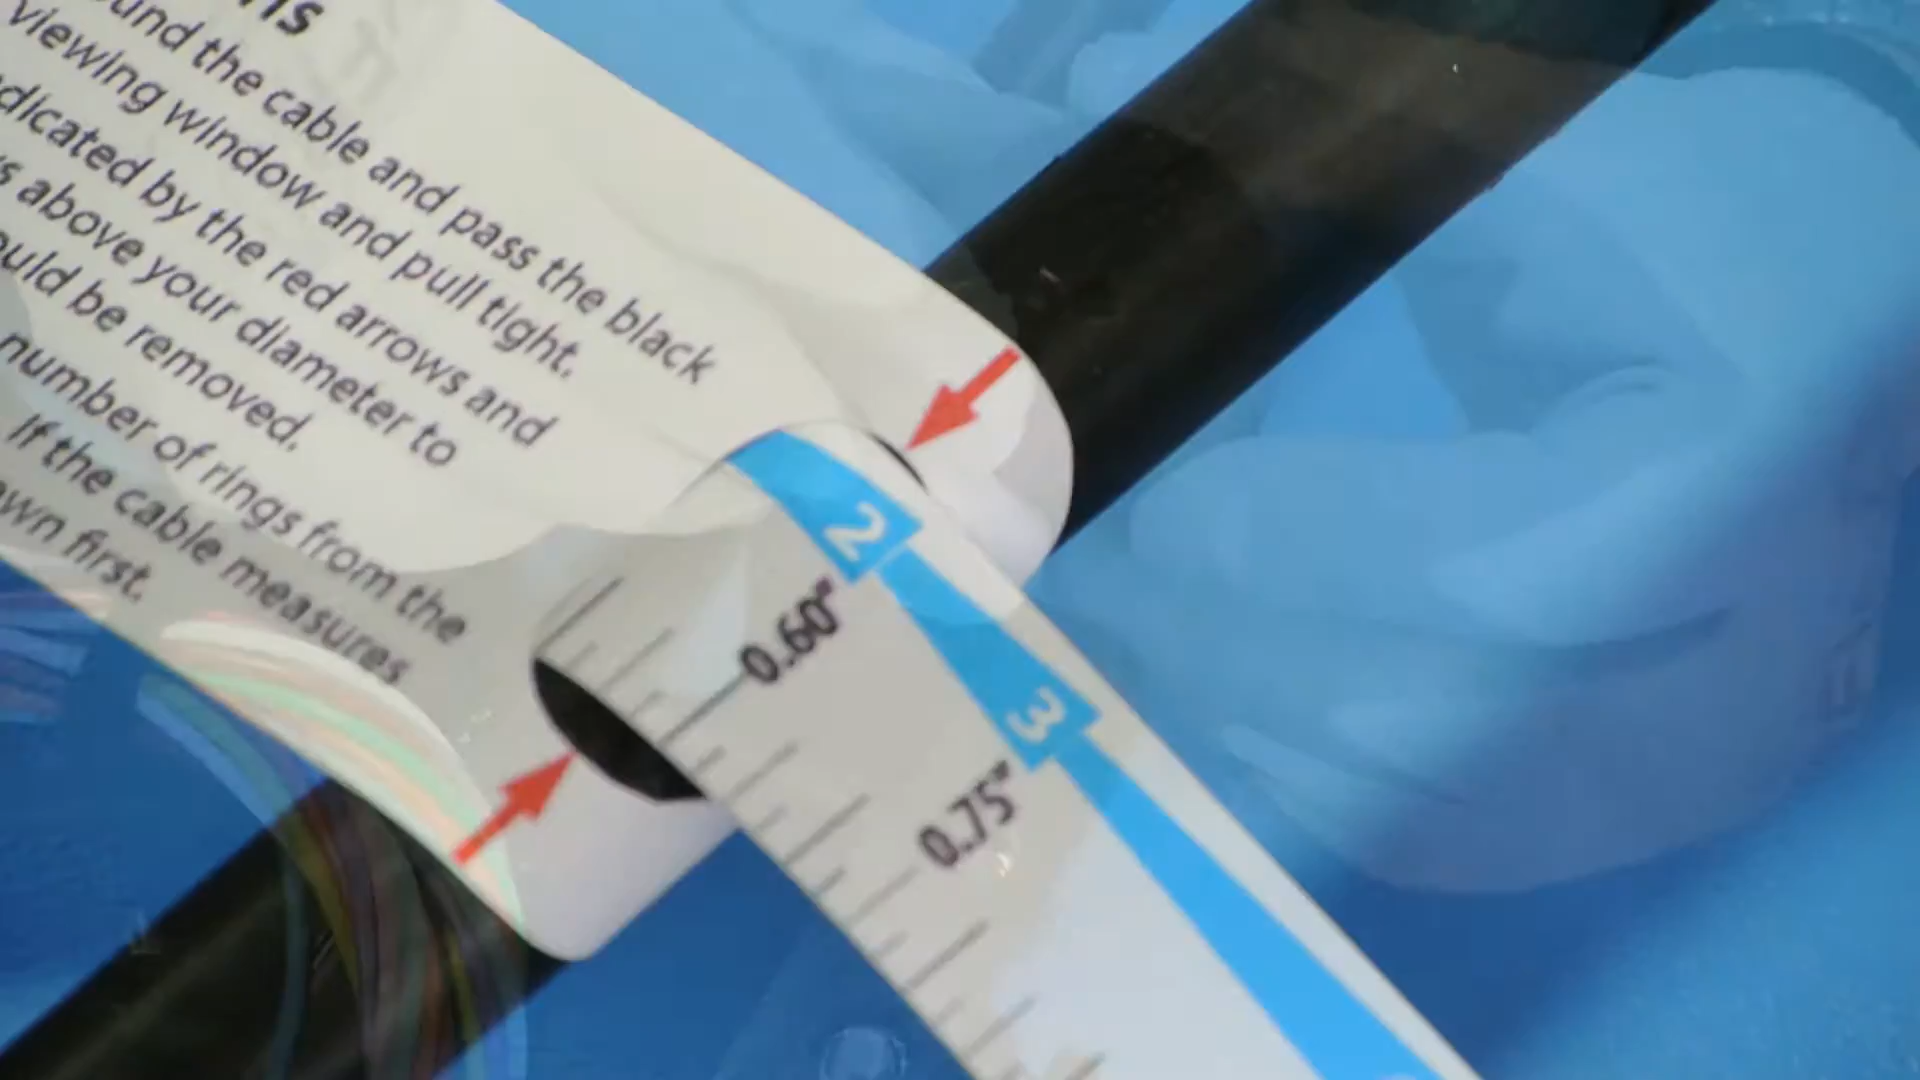 und the cable and pass the black
viewing window and pull tight.
dicated by the red arrows and
s above your diameter to
ould be removed.
number of rings from the
If the cable measures
wn first.
2
0.60"
3
0.75"